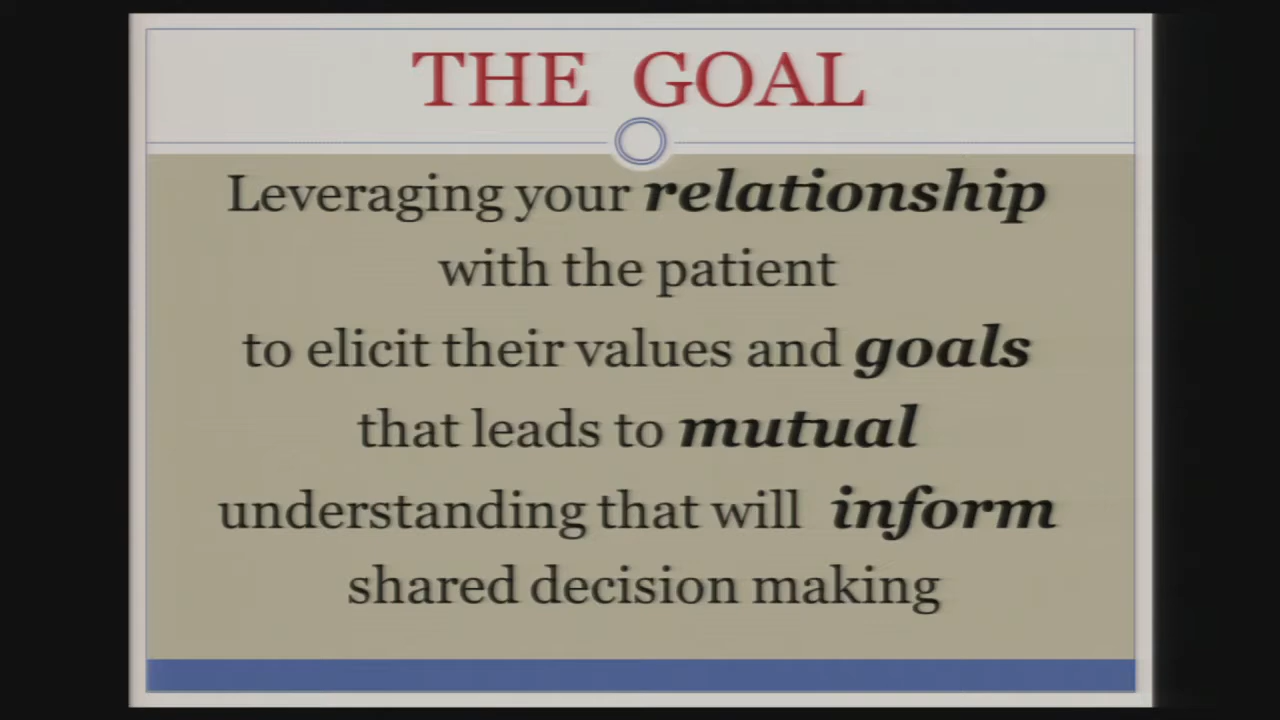 THE GOAL
Leveraging your relationship
with the patient
to elicit their values and goals
that leads to mutual
understanding that will inform
shared decision making